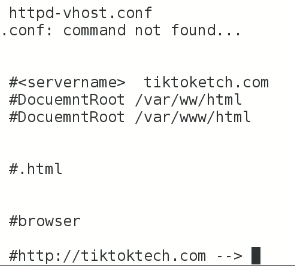 httpd-vhost.conf
.conf: command not found...
#<servername> tiktoketch.com
#DocuemntRoot /var/ww/html
#DocuemntRoot /var/www/html
#.html
#browser
#http://tiktoktech.com -->